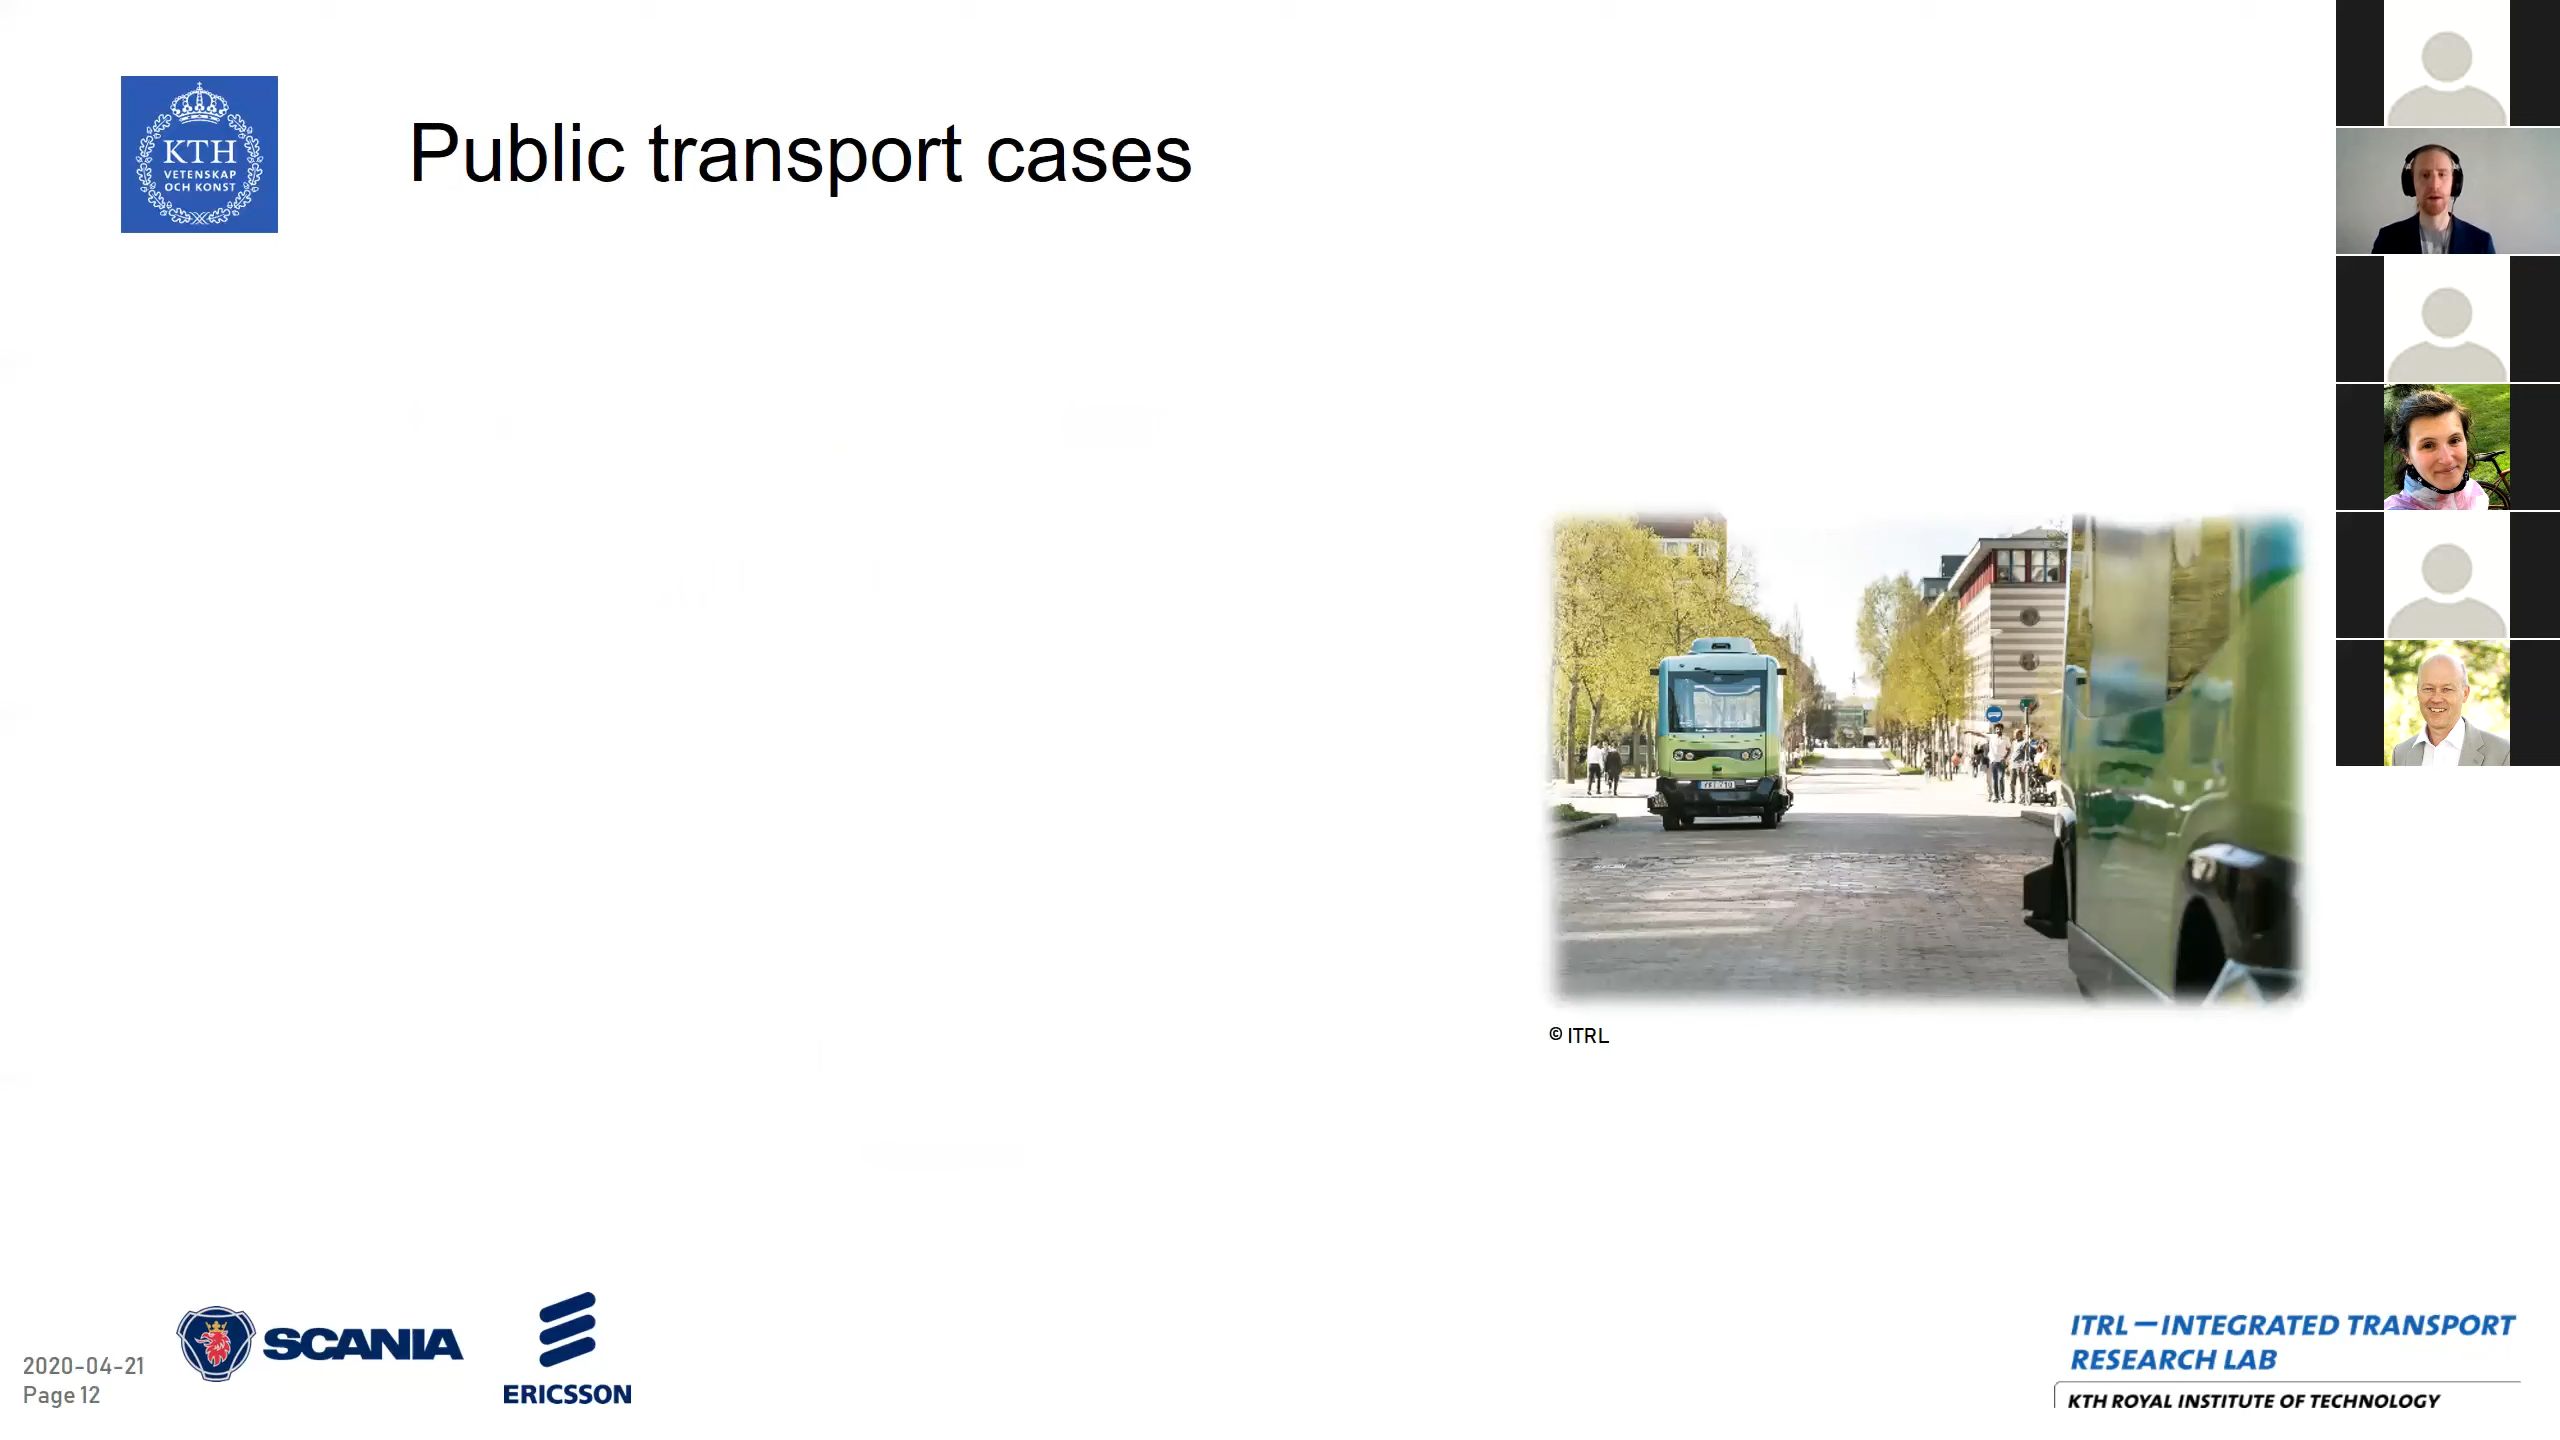 KTH
VETENSKAP
OCH KONST
Public transport cases
© ITRL
2020-04-21
Page 12
SCANIA
ERICSSON
ITRL – INTEGRATED TRANSPORT
RESEARCH LAB
KTH ROYAL INSTITUTE OF TECHNOLOGY